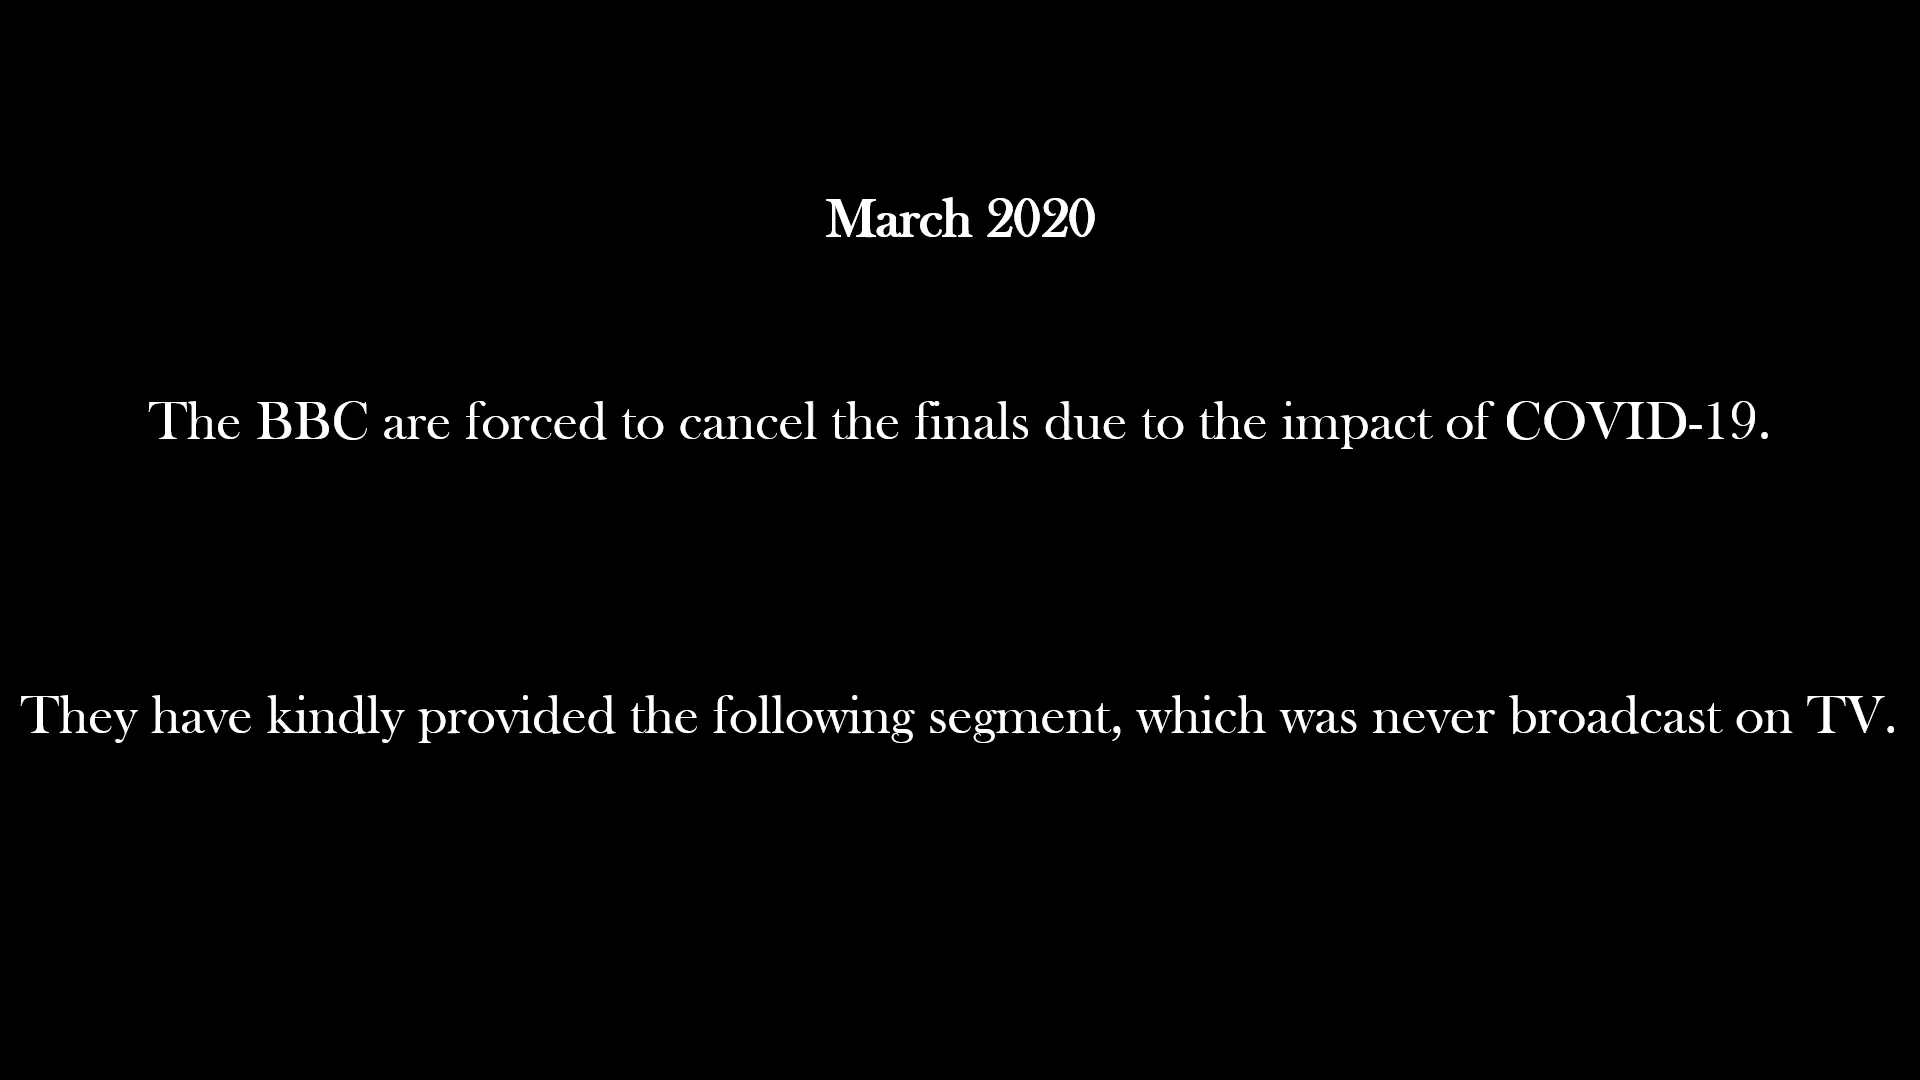 March 2020
The BBC are forced to cancel the finals due to the impact of COVID-19.
They have kindly provided the following segment, which was never broadcast on TV.